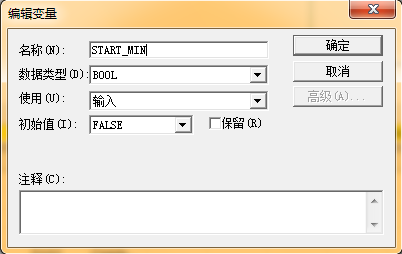 编辑变量
名称(N): START_MIN 确定
数据类型(D): BOOL 取消
使用(U): 输入 高级(A)...
初始值(I): FALSE 保留(R)
注释(C):